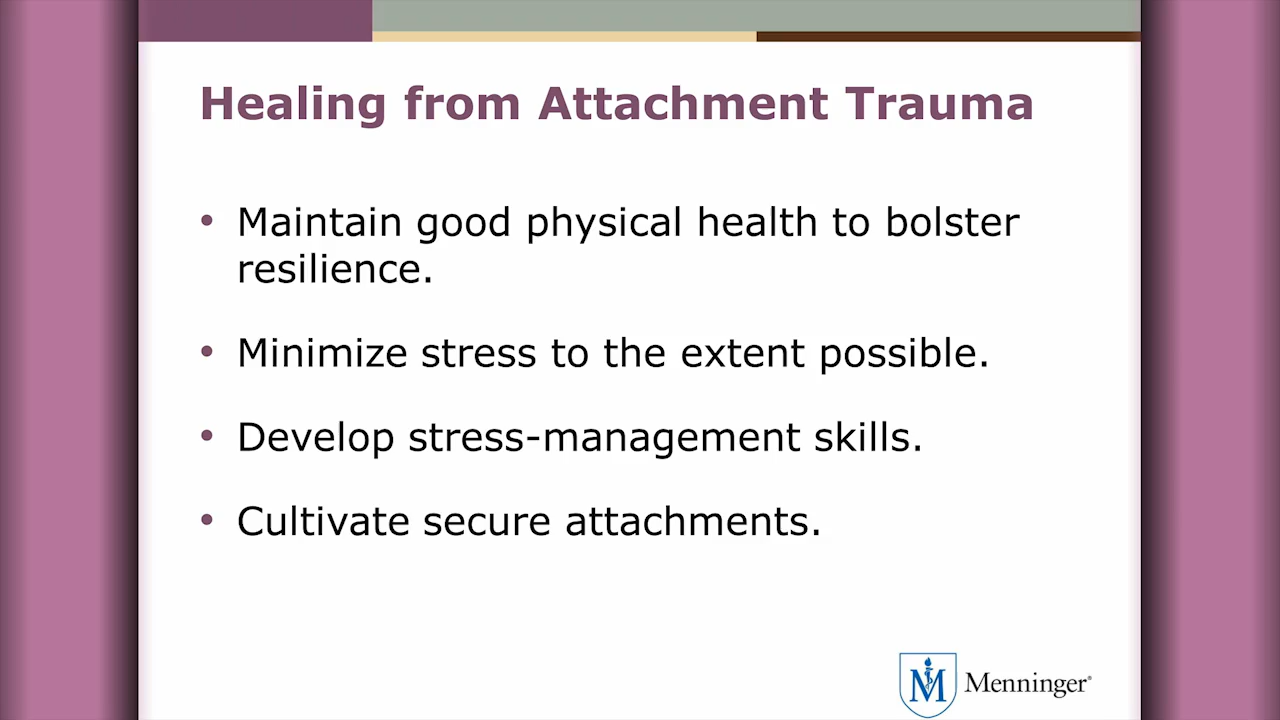 Healing from Attachment Trauma
• Maintain good physical health to bolster
resilience.
• Minimize stress to the extent possible.
• Develop stress-management skills.
• Cultivate secure attachments.
M Menninger®